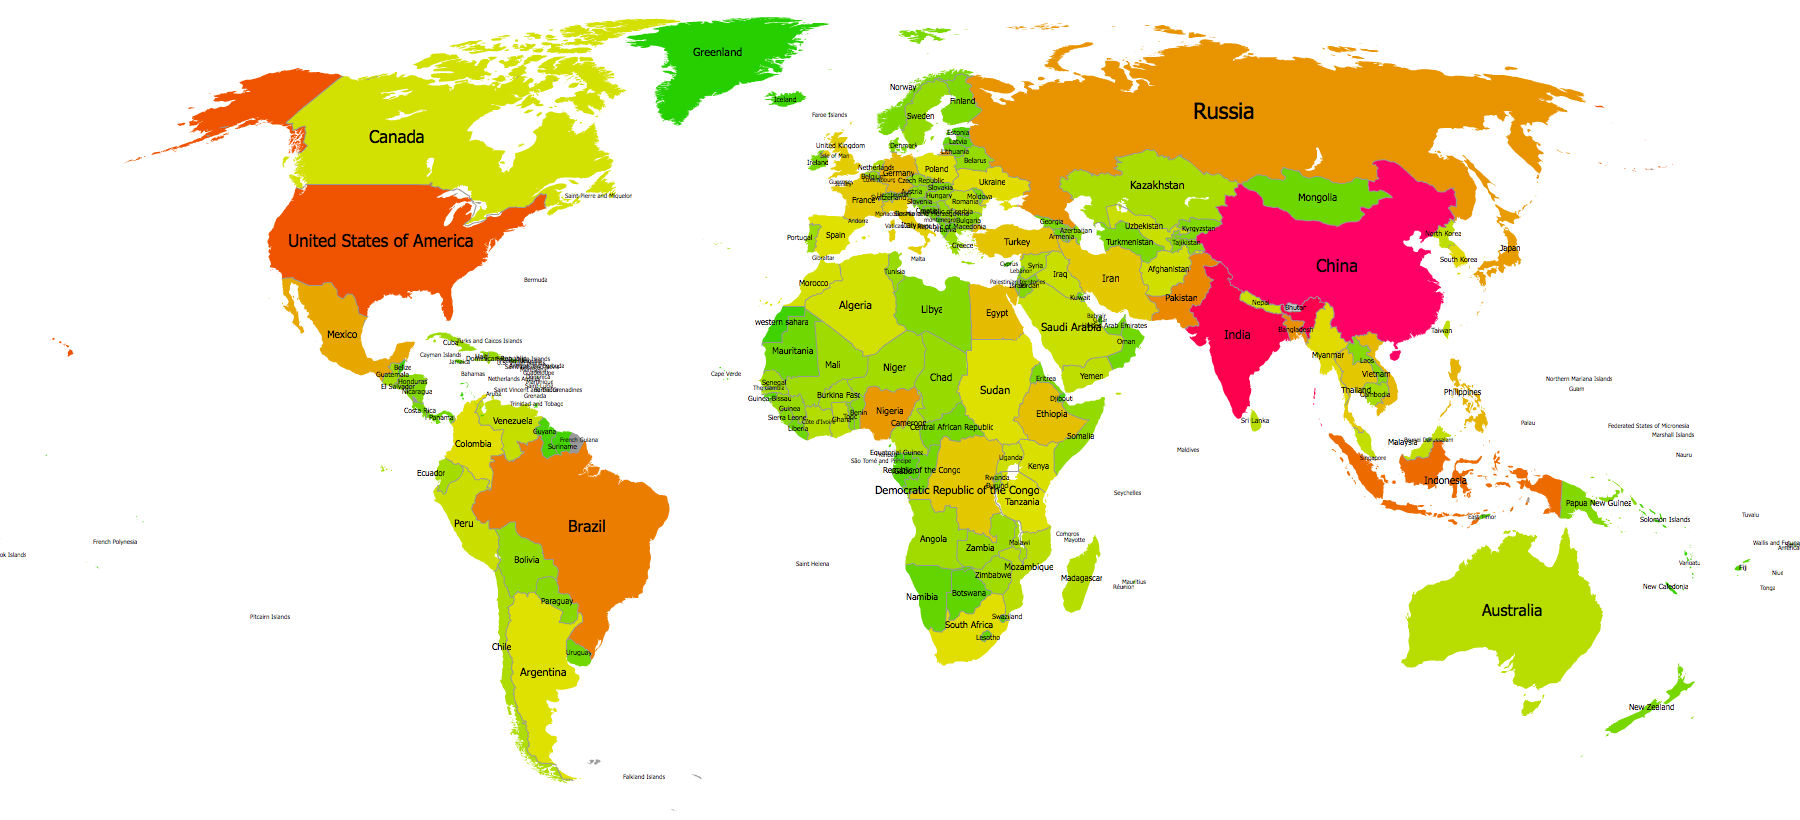 Greenland
Iceland
Norway
Finland
Sweden
Faroe Islands
Russia
Canada
Estonia
Latvia
Lithuania
Denmark
United Kingdom
Isle of Man
Ireland
Belarus
Netherlands
Poland
Germany
Luxembourg
Czech Republic
Ukraine
Guernsey
Slovakia
Austria
Kazakhstan
Mongolia
Saint Pierre and Miquelon
France
Liechtenstein
Switzerland
Hungary
Moldova
Slovenia
Romania
Andorra
Bulgaria
Italy
Republic of Macedonia
Albania
Georgia
Azerbaijan
Armenia
Uzbekistan
Kyrgyzstan
Turkmenistan
Tajikistan
North Korea
South Korea
Japan
United States of America
Portugal
Spain
Greece
Turkey
China
Gibraltar
Malta
Tunisia
Cyprus
Lebanon
Syria
Iraq
Iran
Afghanistan
Bermuda
Morocco
Palestinian territories
Kuwait
Pakistan
Nepal
Bhutan
Algeria
Libya
Egypt
Saudi Arabia
United Arab Emirates
Bangladesh
India
Taiwan
Mexico
western sahara
Oman
Cuba
Turks and Caicos Islands
Cayman Islands
Jamaica
Dominican Republic
Mauritania
Mali
Niger
Chad
Sudan
Yemen
Myanmar
Laos
Vietnam
Belize
Guatemala
Honduras
El Salvador
Nicaragua
Bahamas
Netherlands Antilles
Saint Vincent and the Grenadines
Grenada
Aruba
Trinidad and Tobago
Cape Verde
Senegal
The Gambia
Guinea-Bissau
Burkina Faso
Eritrea
Djibouti
Thailand
Cambodia
Philippines
Northern Mariana Islands
Guam
Costa Rica
Panama
Venezuela
Guinea
Sierra Leone
Côte d'Ivoire
Ghana
Togo
Benin
Nigeria
Ethiopia
Sri Lanka
Palau
Federated States of Micronesia
Marshall Islands
Liberia
Cameroon
Central African Republic
Somalia
Colombia
Guyana
French Guiana
Suriname
Maldives
Malaysia
Brunei Darussalam
Singapore
Nauru
Ecuador
Equatorial Guinea
São Tomé and Príncipe
Gabon
Republic of the Congo
Uganda
Kenya
Rwanda
Burundi
Democratic Republic of the Congo
Seychelles
Indonesia
Tanzania
Papua New Guinea
Peru
Brazil
East Timor
Solomon Islands
Tuvalu
ok Islands
French Polynesia
Angola
Zambia
Malawi
Comoros
Mayotte
Wallis and Futuna
Bolivia
Saint Helena
Mozambique
Zimbabwe
Madagascar
Mauritius
Réunion
Vanuatu
Fiji
Niue
New Caledonia
Tonga
Paraguay
Namibia
Botswana
Pitcairn Islands
Swaziland
South Africa
Lesotho
Australia
Chile
Uruguay
Argentina
New Zealand
Falkland Islands